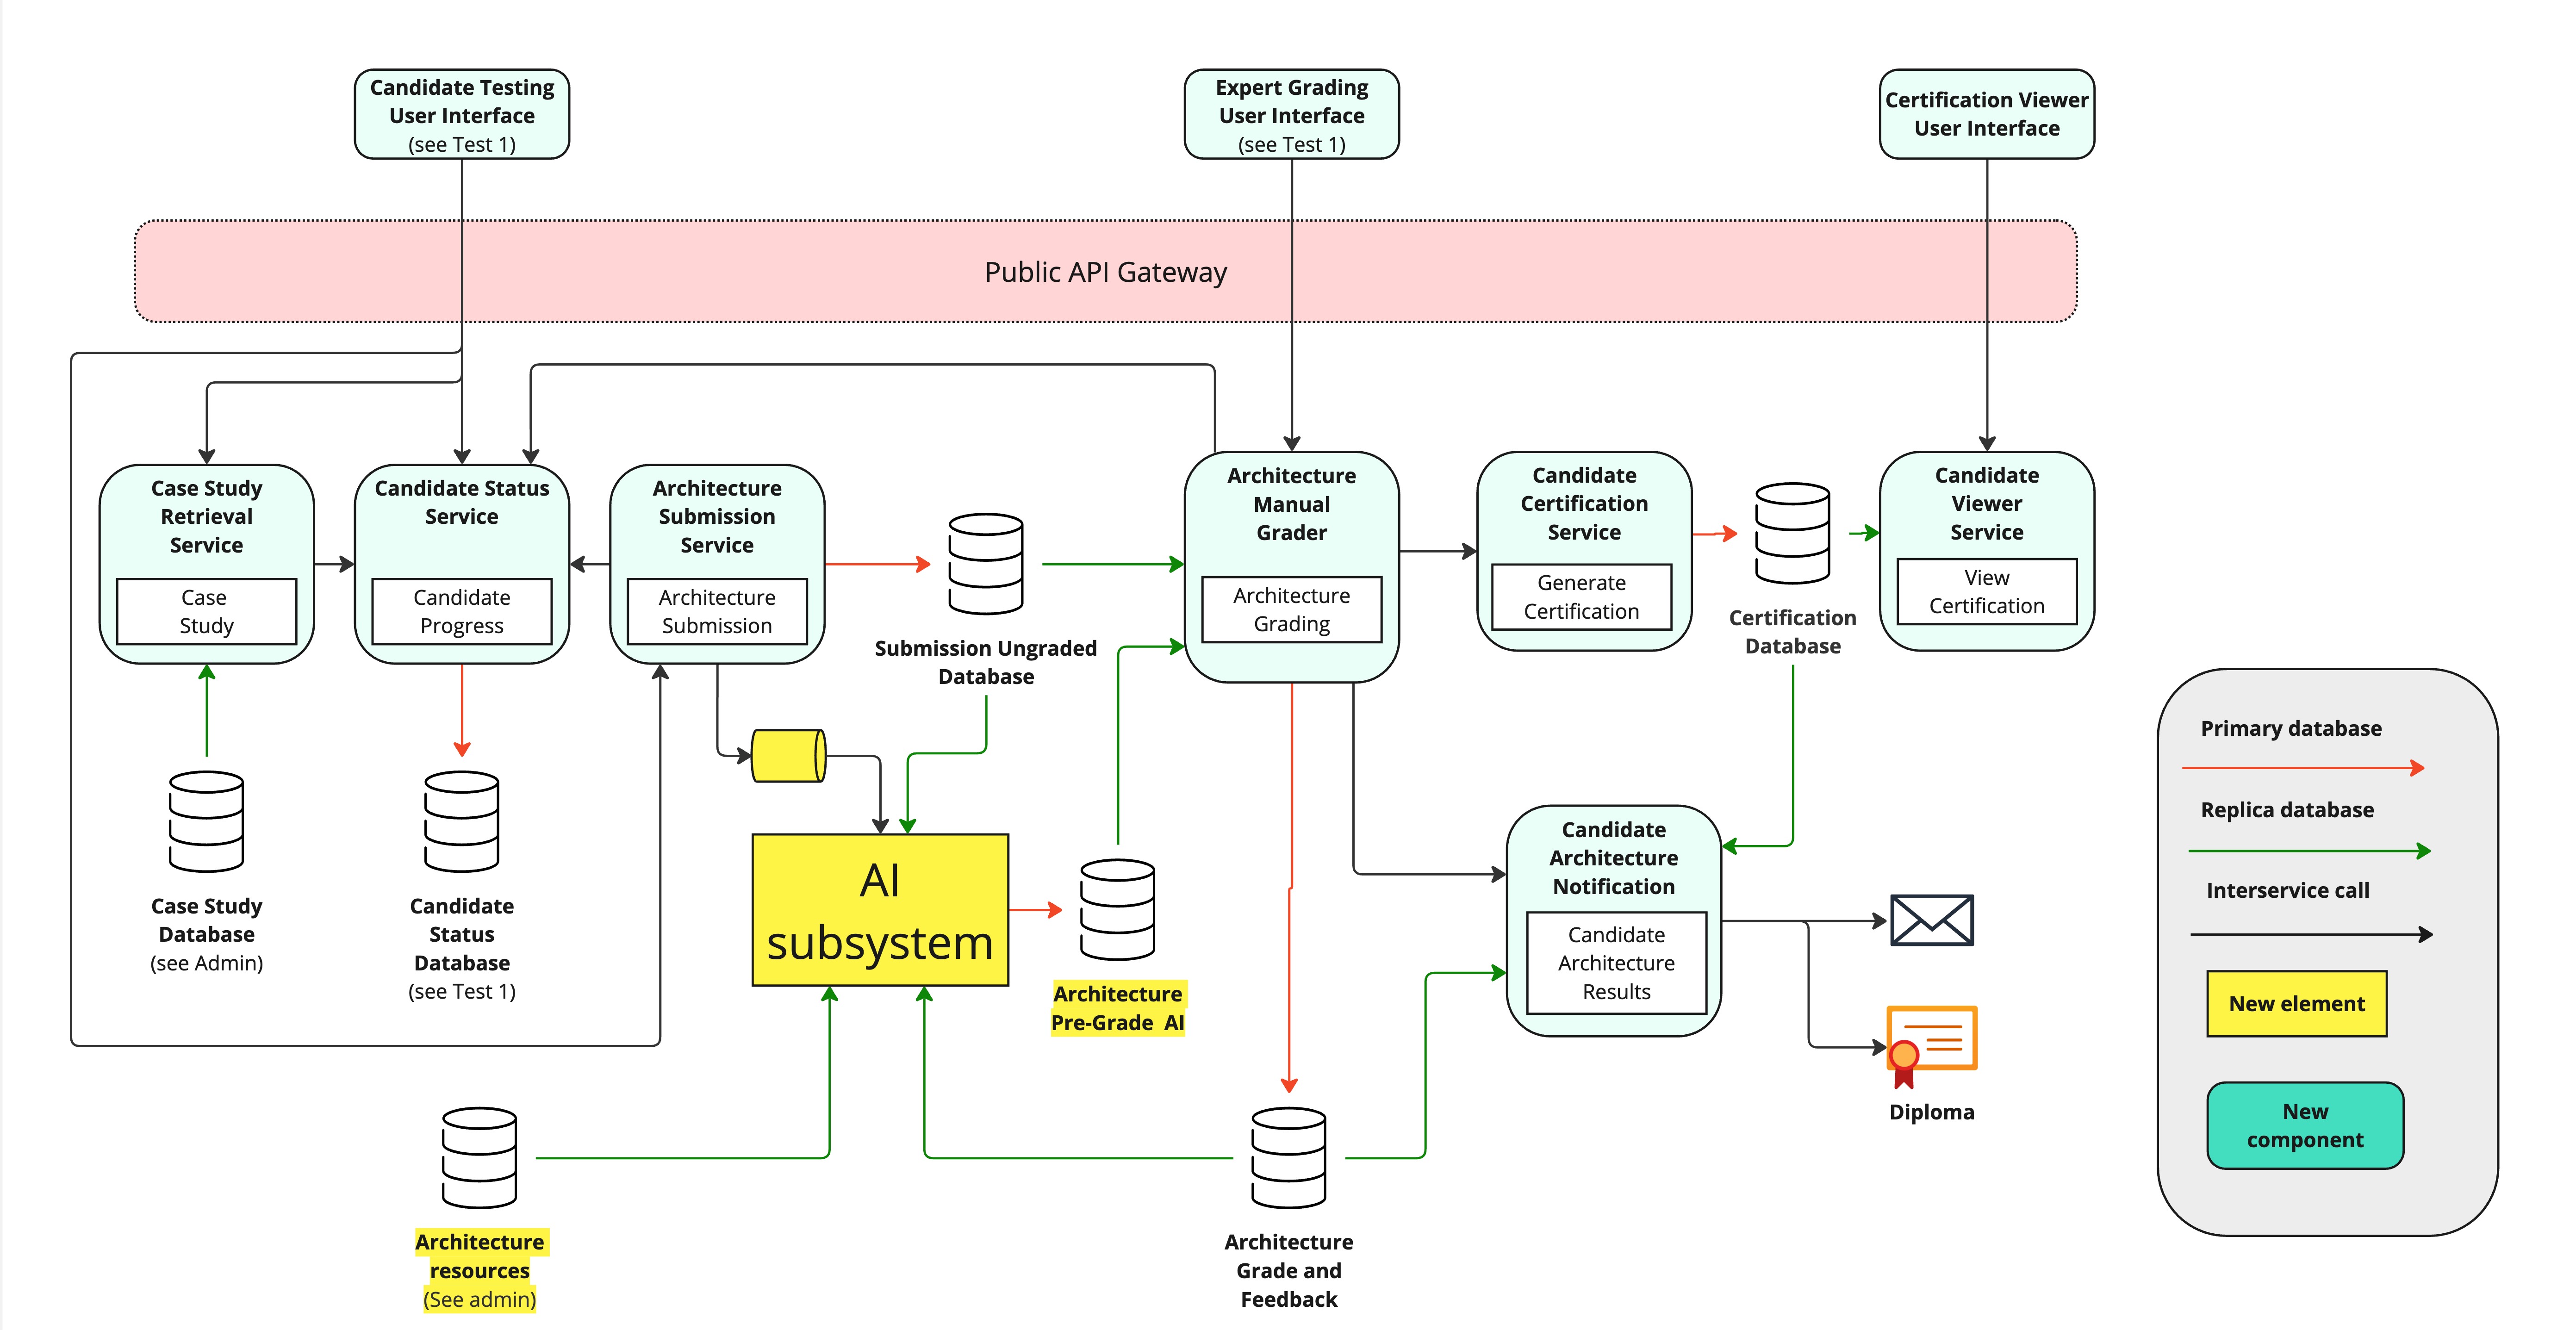 Candidate Testing
User Interface
(see Test 1)
Expert Grading
User Interface
(see Test 1)
Certification Viewer
User Interface
Public API Gateway
Case Study
Retrieval
Service
Case
Study
Candidate Status
Service
Candidate
Progress
Architecture
Submission
Service
Architecture
Submission
Submission Ungraded
Database
Architecture
Manual
Grader
Architecture
Grading
Candidate
Certification
Service
Generate
Certification
Certification
Database
Candidate
Viewer
Service
View
Certification
Case Study
Database
(see Admin)
Candidate
Status
Database
(see Test 1)
AI
subsystem
Architecture
Pre-Grade AI
Candidate
Architecture
Notification
Candidate
Architecture
Results
Diploma
Architecture
resources
(See admin)
Architecture
Grade and
Feedback
Primary database
Replica database
Interservice call
New element
New
component